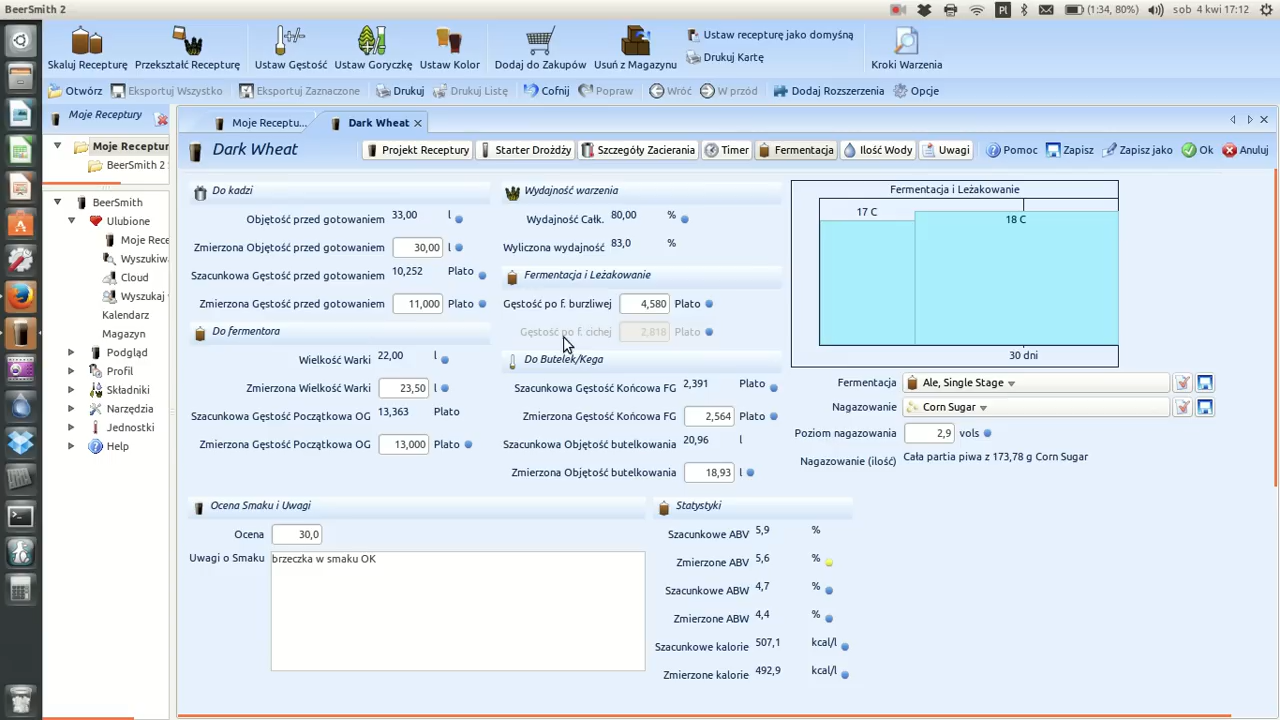 BeerSmith 2
Pl
(1:34, 80%)
sob 4 kwi 17:12
Skaluj Recepturę
Przekształć Recepturę
Ustaw Gęstość
Ustaw Goryczkę
Ustaw Kolor
Dodaj do Zakupów
Usuń z Magazynu
Ustaw recepturę jako domyślną
Drukuj Kartę
Kroki Warzenia
Otwórz
Eksportuj Wszystko
Eksportuj Zaznaczone
Drukuj
Drukuj Listę
Cofnij
Popraw
Wróć
W przód
Dodaj Rozszerzenia
Opcje
Moje Receptury
Moje Receptu...
Dark Wheat
Moje Receptur
BeerSmith 2
BeerSmith
Ulubione
Moje Rece
Wyszukiwa
Cloud
Wyszukaj
Kalendarz
Magazyn
Podgląd
Profil
Składniki
Narzędzia
Jednostki
Help
Dark Wheat
Projekt Receptury
Starter Drożdży
Szczegóły Zacierania
Timer
Fermentacja
Ilość Wody
Uwagi
Pomoc
Zapisz
Zapisz jako
Ok
Anuluj
Do kadzi
Objętość przed gotowaniem 33,00 l
Zmierzona Objętość przed gotowaniem 30,00 l
Szacunkowa Gęstość przed gotowaniem 10,252 Plato
Zmierzona Gęstość przed gotowaniem 11,000 Plato
Do fermentora
Wielkość Warki 22,00 l
Zmierzona Wielkość Warki 23,50 l
Szacunkowa Gęstość Początkowa OG 13,363 Plato
Zmierzona Gęstość Początkowa OG 13,000 Plato
Wydajność warzenia
Wydajność Całk. 80,00 %
Wyliczona wydajność 83,0 %
Fermentacja i Leżakowanie
Gęstość po f. burzliwej 4,580 Plato
Gęstość po f. cichej 2,818 Plato
Do Butelek/Kega
Szacunkowa Gęstość Końcowa FG 2,391 Plato
Zmierzona Gęstość Końcowa FG 2,564 Plato
Szacunkowa Objętość butelkowania 20,96 l
Zmierzona Objętość butelkowania 18,93 l
Fermentacja i Leżakowanie
17 C
18 C
30 dni
Fermentacja Ale, Single Stage
Nagazowanie Corn Sugar
Poziom nagazowania 2,9 vols
Nagazowanie (ilość) Cała partia piwa z 173,78 g Corn Sugar
Ocena Smaku i Uwagi
Ocena 30,0
Uwagi o Smaku brzeczka w smaku OK
Statystyki
Szacunkowe ABV 5,9 %
Zmierzone ABV 5,6 %
Szacunkowe ABW 4,7 %
Zmierzone ABW 4,4 %
Szacunkowe kalorie 507,1 kcal/l
Zmierzone kalorie 492,9 kcal/l